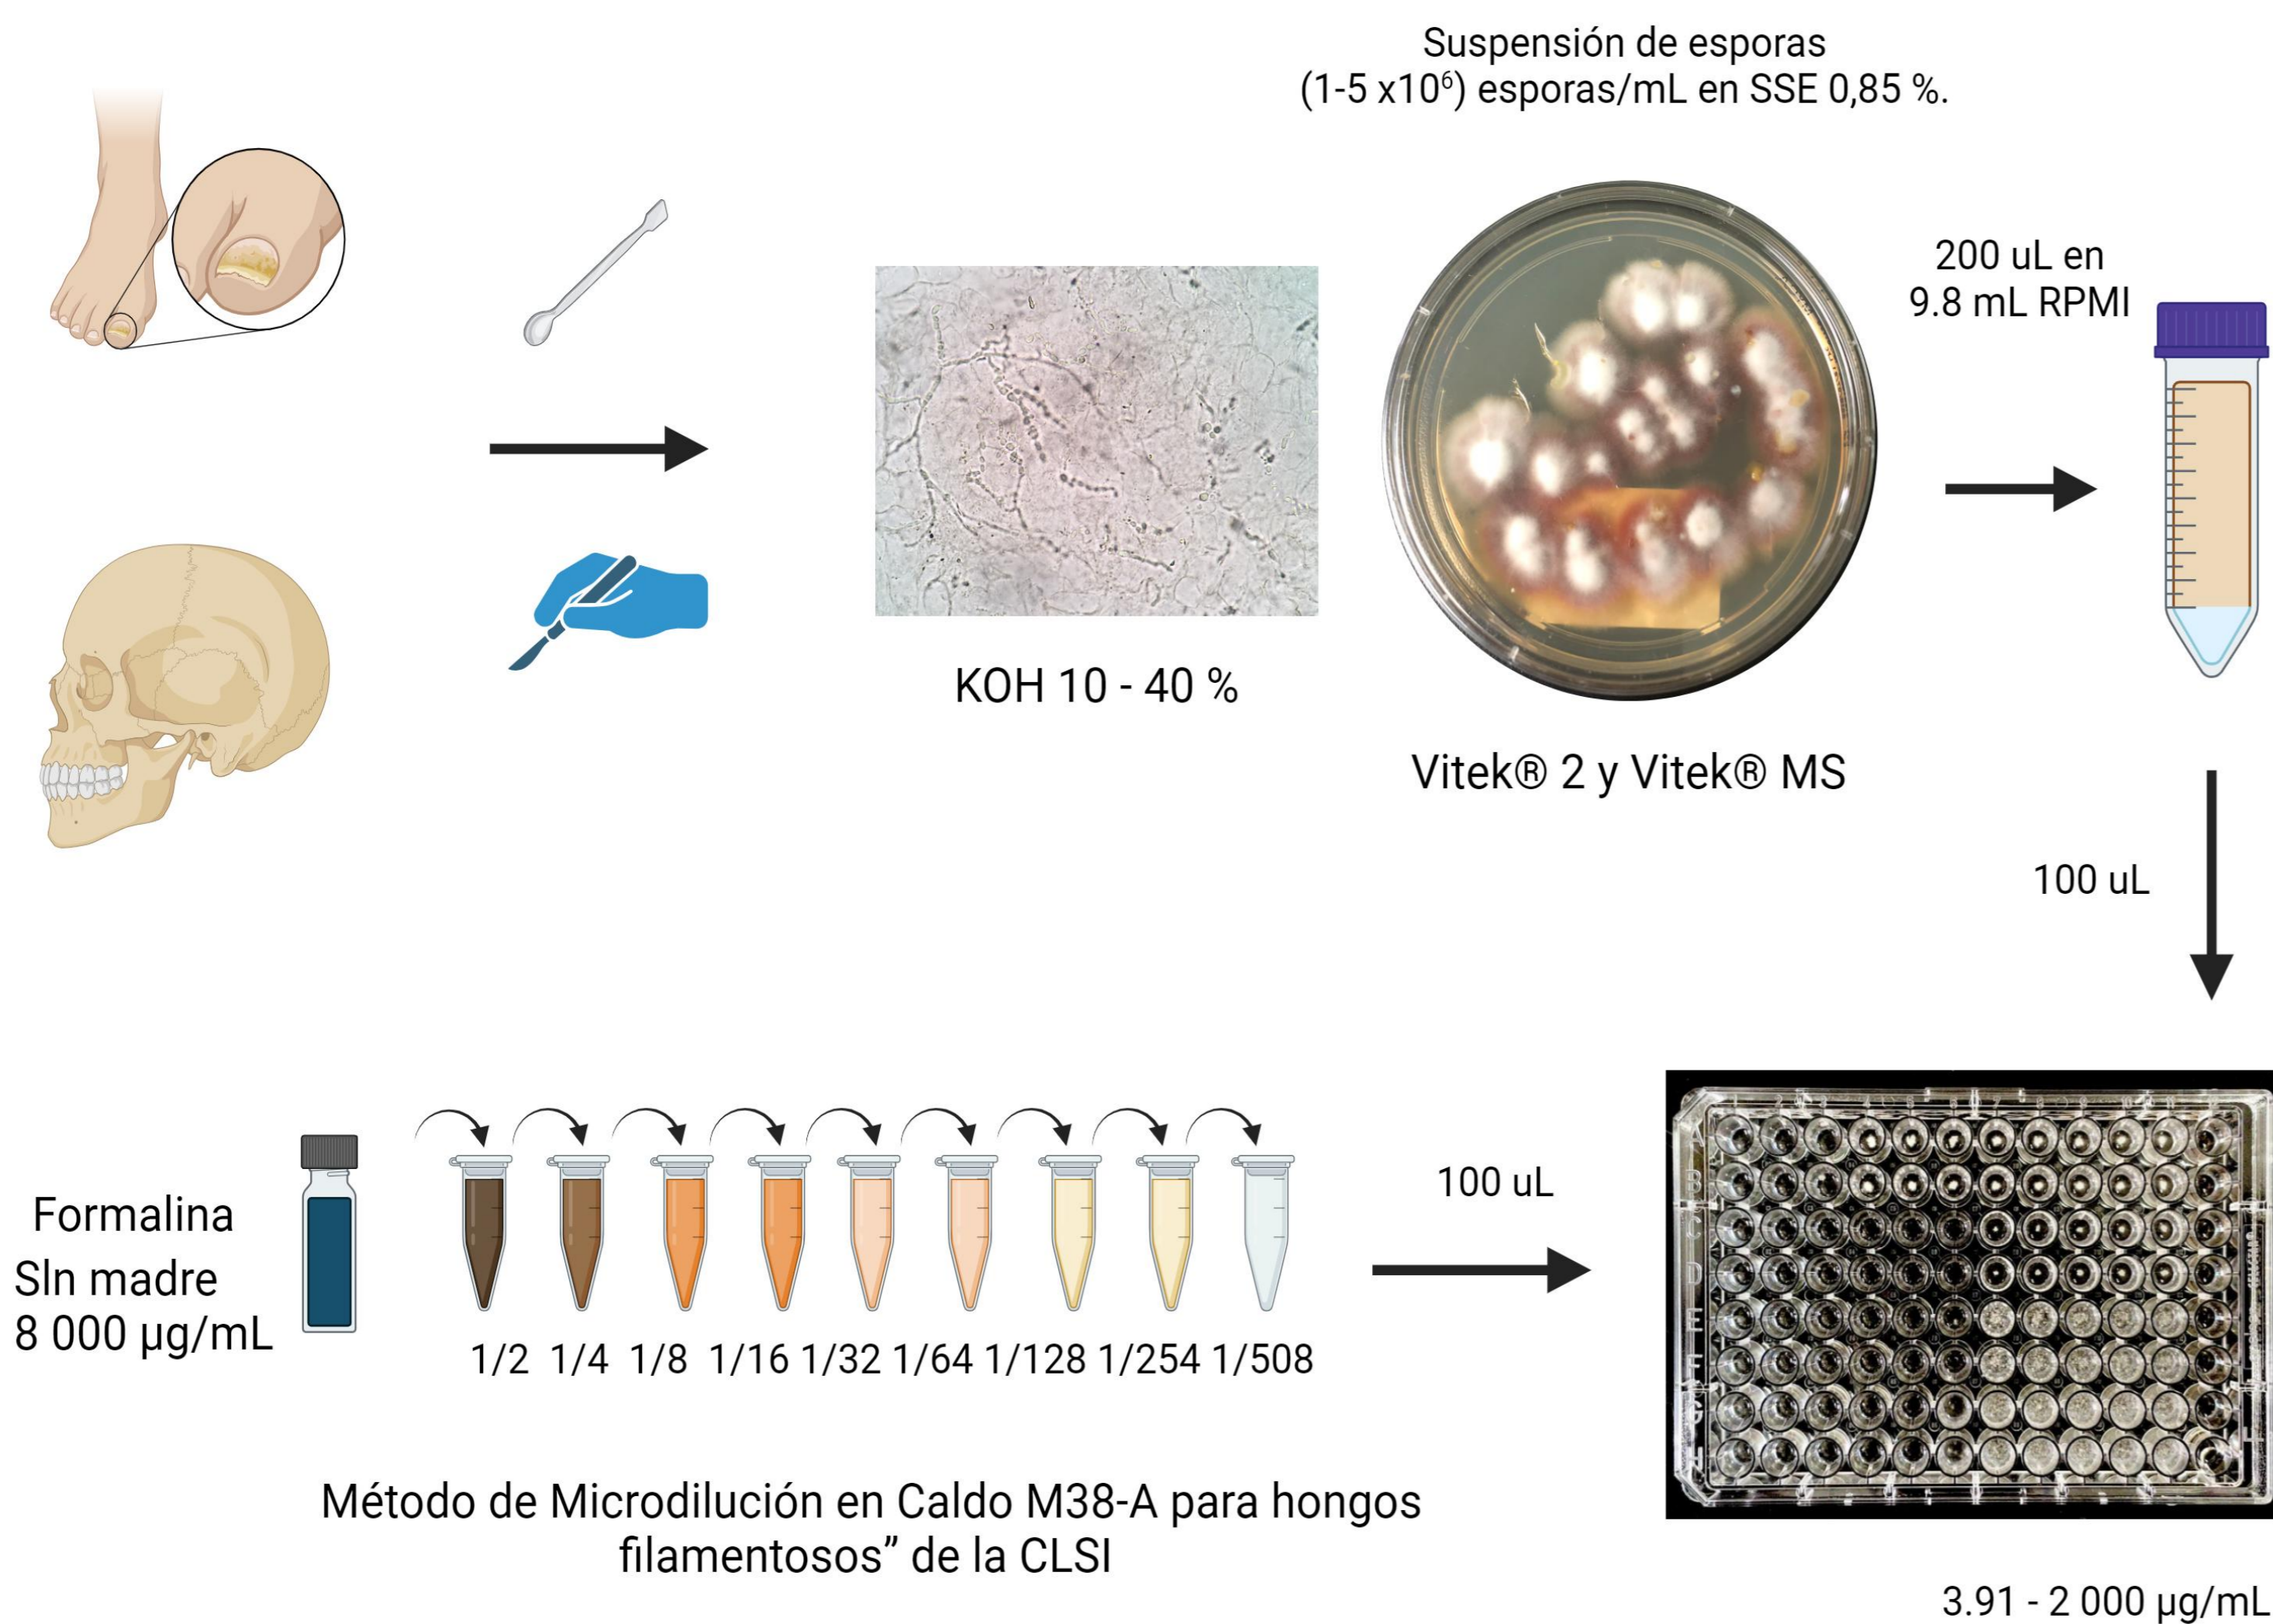 Suspensión de esporas
(1-5 x10⁶) esporas/mL en SSE 0,85 %.
200 uL en
9.8 mL RPMI
KOH 10 - 40 %
Vitek® 2 y Vitek® MS
100 uL
Formalina
Sln madre
8 000 µg/mL
1/2 1/4 1/8 1/16 1/32 1/64 1/128 1/254 1/508
100 uL
A
B
C
D
E
F
G
H
Método de Microdilución en Caldo M38-A para hongos
filamentosos” de la CLSI
3.91 - 2 000 µg/mL